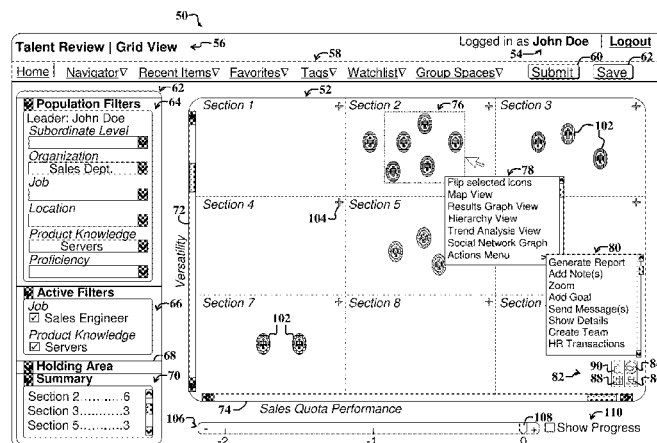 50
Talent Review | Grid View
56
Logged in as John Doe
Logout
54
58
60
62
Home
Navigator▽
Recent Items▽
Favorites▽
Tags▽
Watchlist▽
Group Spaces▽
Submit
Save
62
52
Population Filters
64
Leader: John Doe
Subordinate Level
Organization
Sales Dept.
Job
Location
Product Knowledge
Servers
Proficiency
Active Filters
66
Job
☑ Sales Engineer
Product Knowledge
☑ Servers
68
Holding Area
Summary
70
Section 2..........6
Section 3..........3
Section 5..........3
72
Versatility
Section 1
Section 2
76
Section 3
102
78
Flip selected icons
Map View
Results Graph View
Hierarchy View
Trend Analysis View
Social Network Graph
Actions Menu
Section 4
104
Section 5
80
Generate Report
Add Note(s)
Zoom
Add Goal
Send Message(s)
Show Details
Create Team
HR Transactions
Section 7
102
Section 8
Section
90
82
88
74
Sales Quota Performance
106
108
110
Show Progress
-2
-1
0